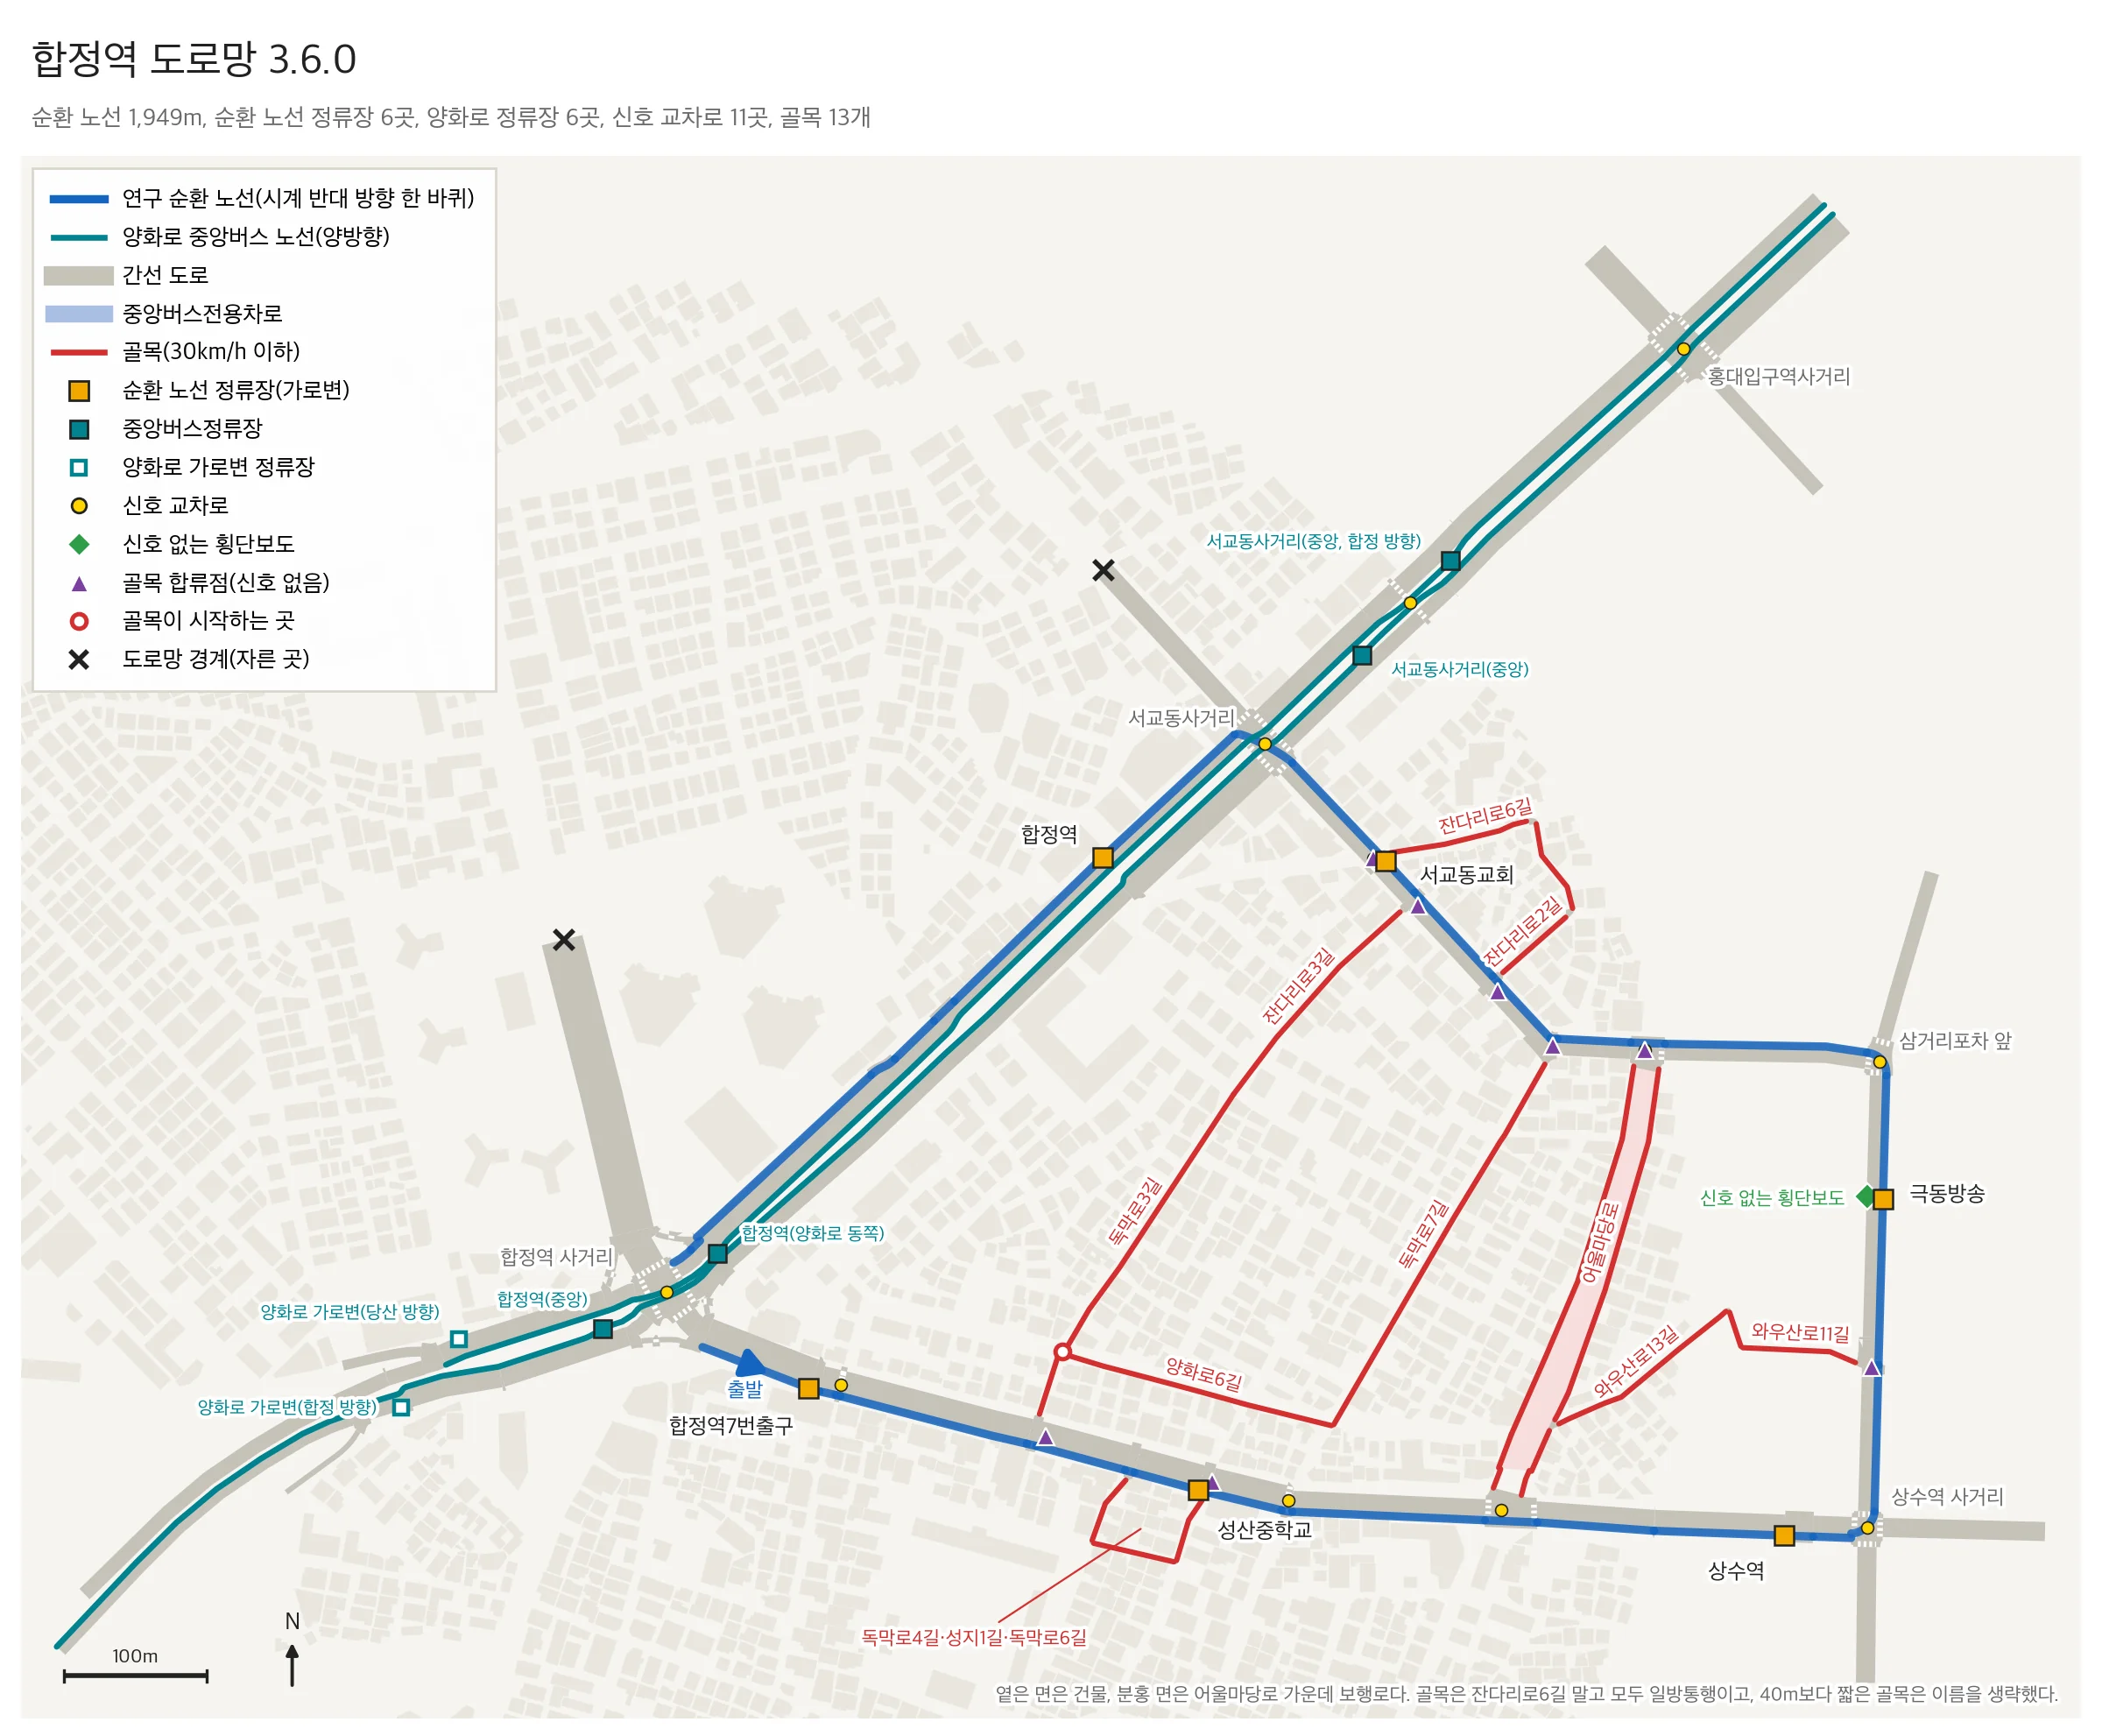 합정역 도로망 3.6.0
순환 노선 1,949m, 순환 노선 정류장 6곳, 양화로 정류장 6곳, 신호 교차로 11곳, 골목 13개
연구 순환 노선(시계 반대 방향 한 바퀴)
양화로 중앙버스 노선(양방향)
간선 도로
중앙버스전용차로
골목(30km/h 이하)
순환 노선 정류장(가로변)
중앙버스정류장
양화로 가로변 정류장
신호 교차로
신호 없는 횡단보도
골목 합류점(신호 없음)
골목이 시작하는 곳
도로망 경계(자른 곳)
홍대입구역사거리
서교동사거리(중앙, 합정 방향)
서교동사거리(중앙)
서교동사거리
잔다리로6길
합정역
서교동교회
잔다리로2길
잔다리로3길
삼거리포차 앞
신호 없는 횡단보도
극동방송
독막로3길
독막로7길
어울마당로
합정역(양화로 동쪽)
합정역 사거리
합정역(중앙)
양화로 가로변(당산 방향)
와우산로11길
와우산로13길
양화로6길
출발
양화로 가로변(합정 방향)
합정역7번출구
상수역 사거리
성산중학교
상수역
독막로4길·성지1길·독막로6길
N
100m
옅은 면은 건물, 분홍 면은 어울마당로 가운데 보행로다. 골목은 잔다리로6길 말고 모두 일방통행이고, 40m보다 짧은 골목은 이름을 생략했다.